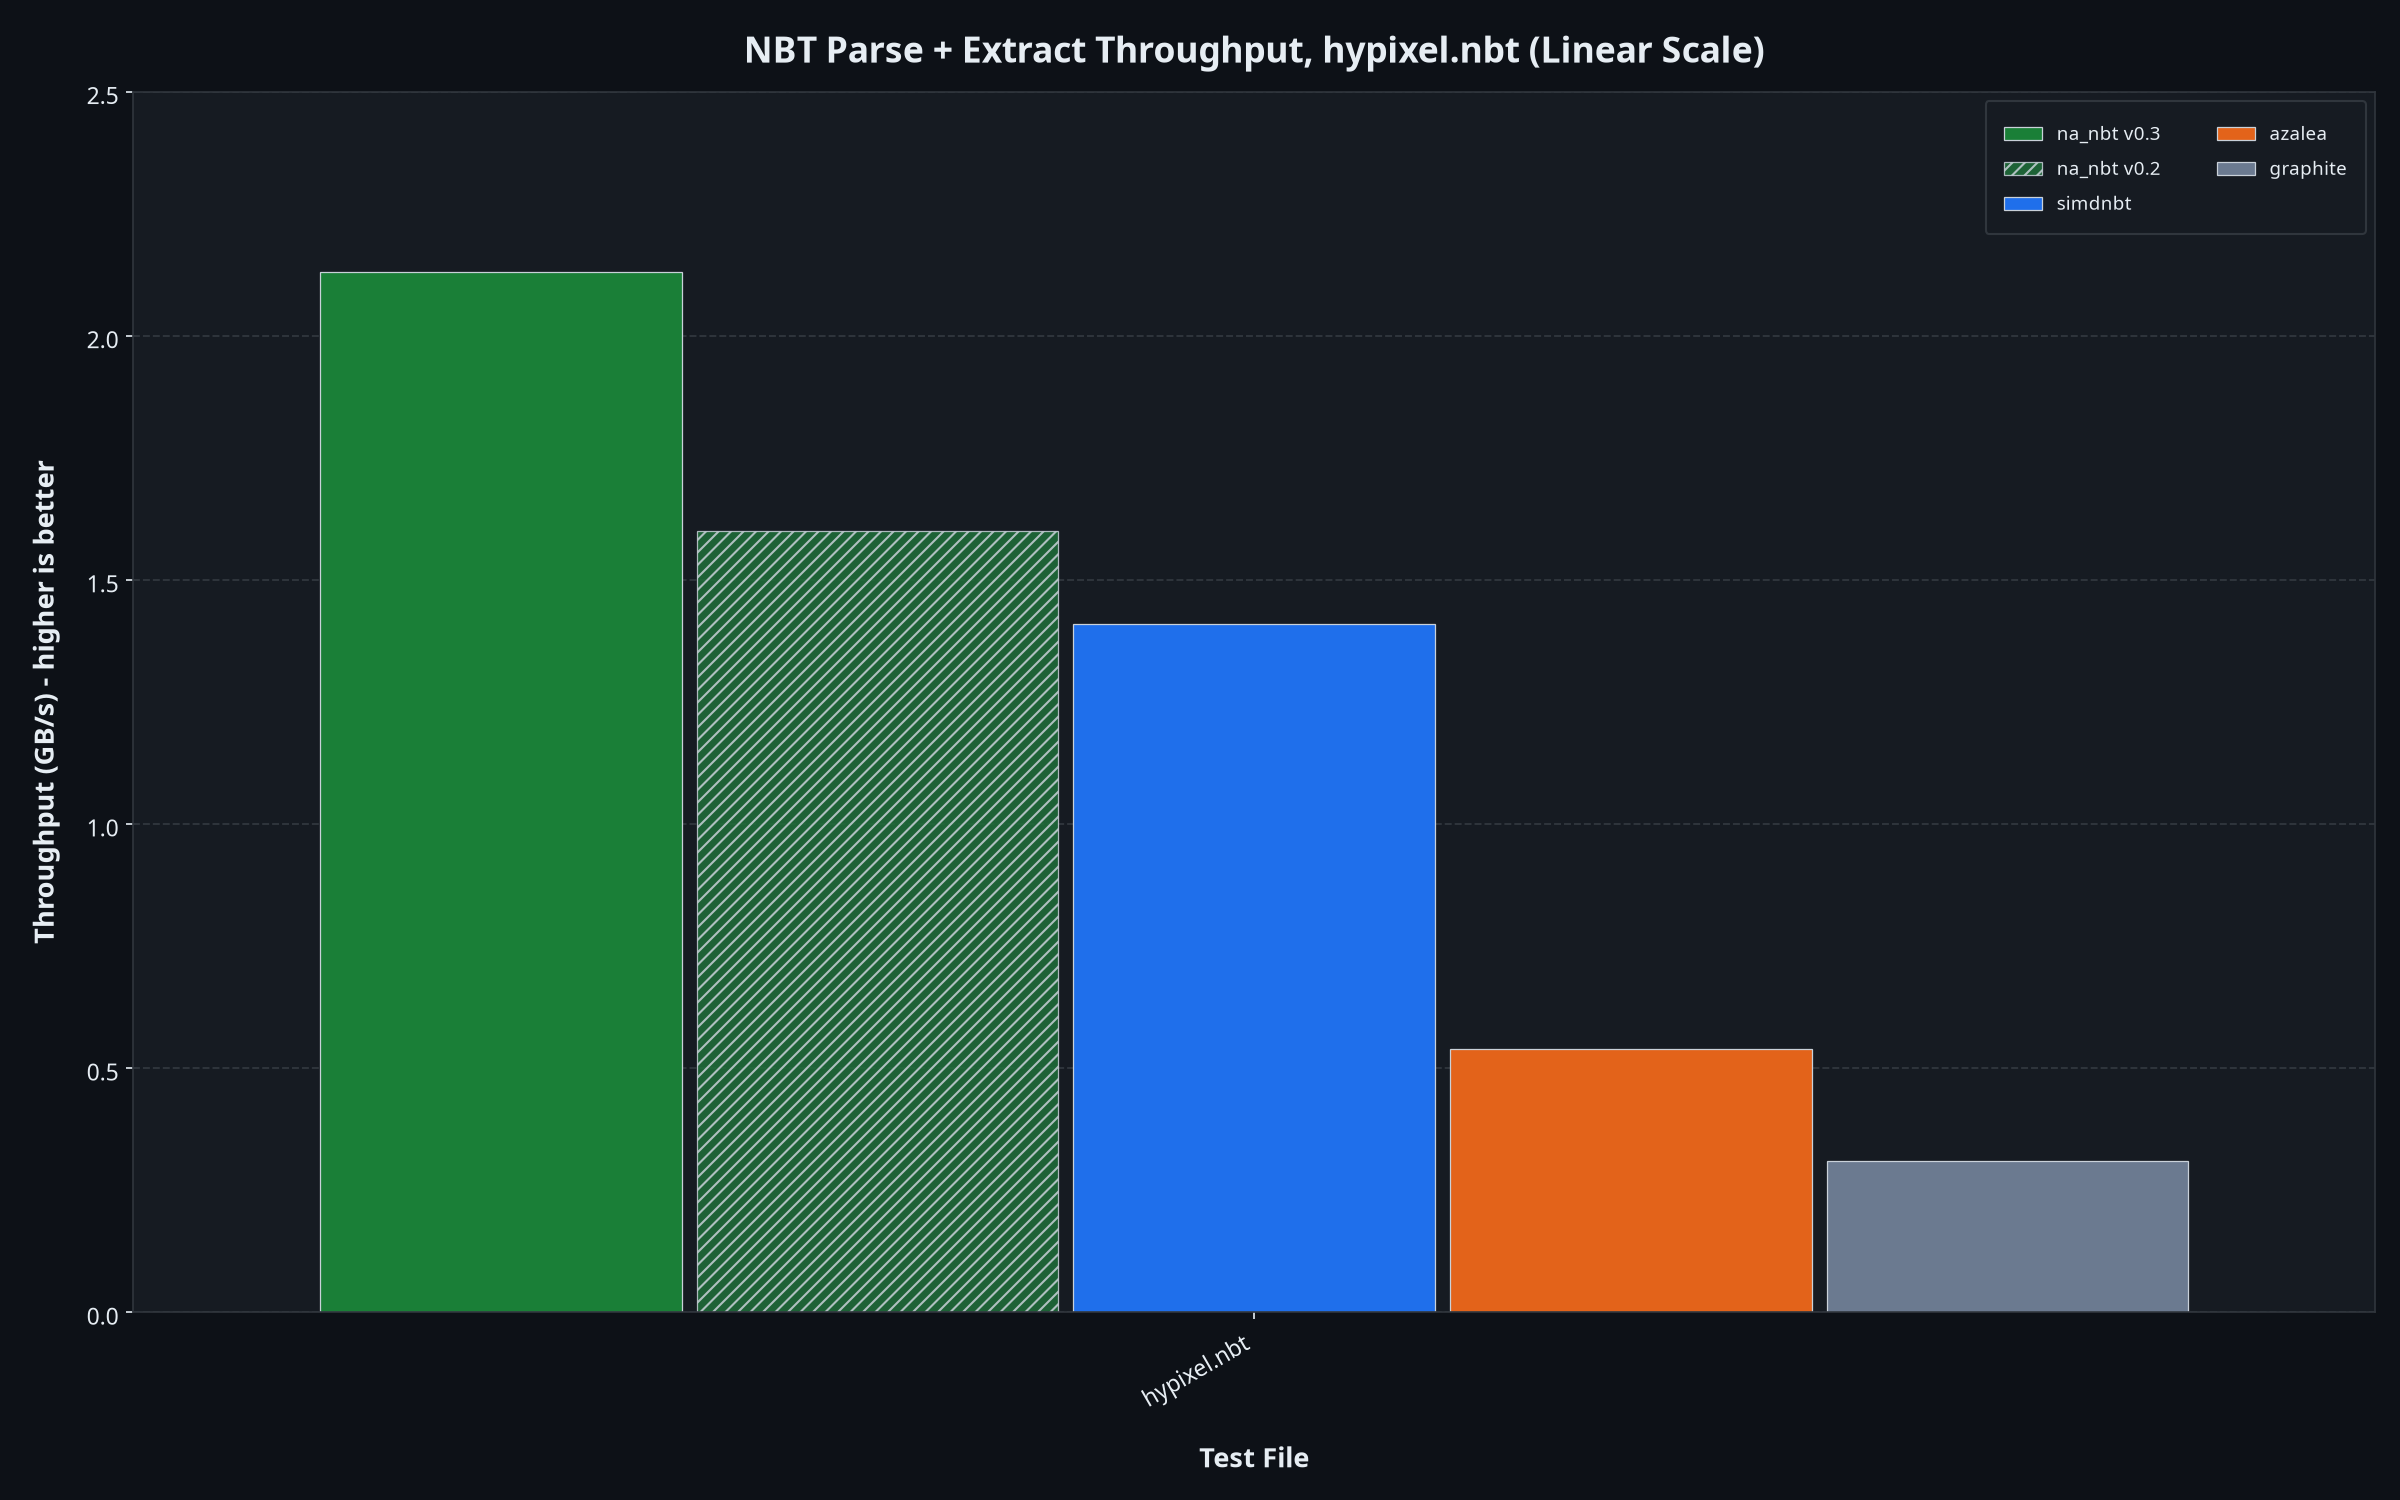 NBT Parse + Extract Throughput, hypixel.nbt (Linear Scale)
Throughput (GB/s) - higher is better
2.5
2.0
1.5
1.0
0.5
0.0
na_nbt v0.3
na_nbt v0.2
simdnbt
azalea
graphite
hypixel.nbt
Test File